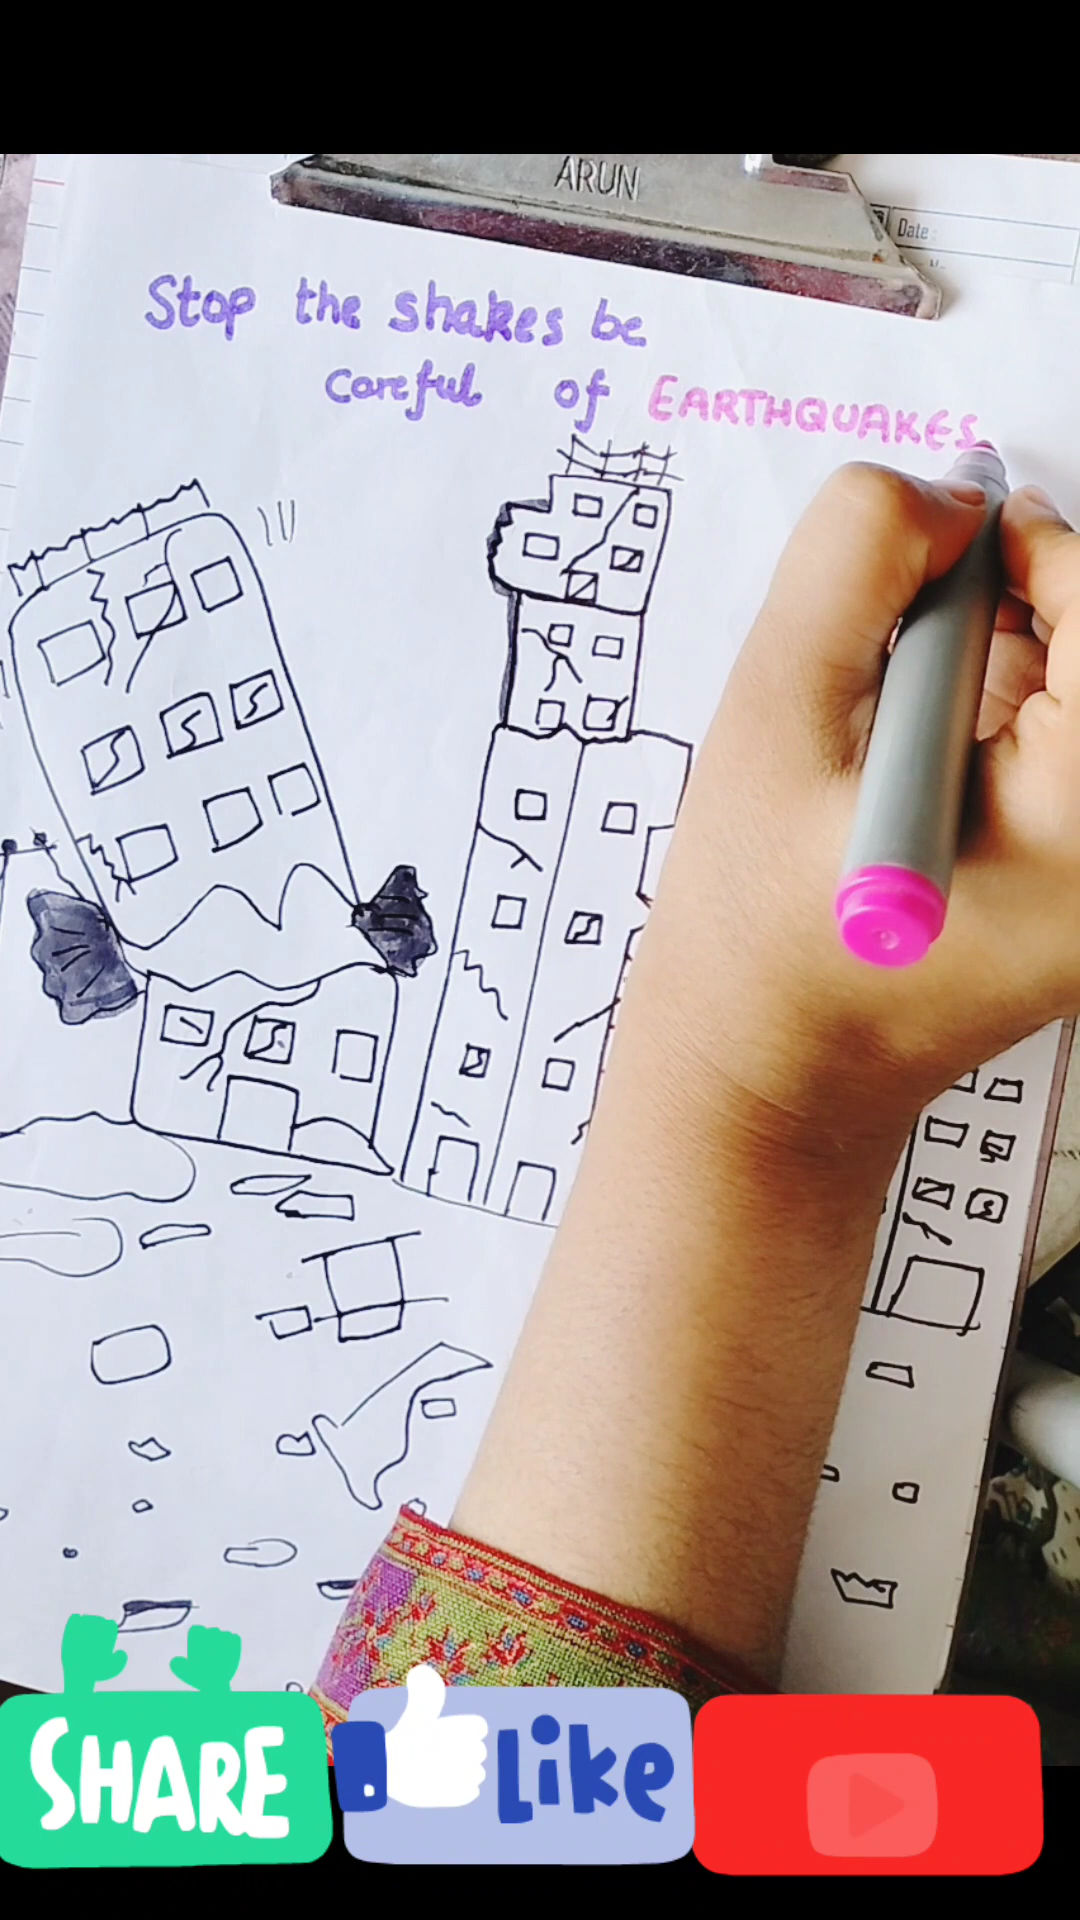 ARUN
Date :
Stop the shakes be
careful of EARTHQUAKES
SHARE
Like